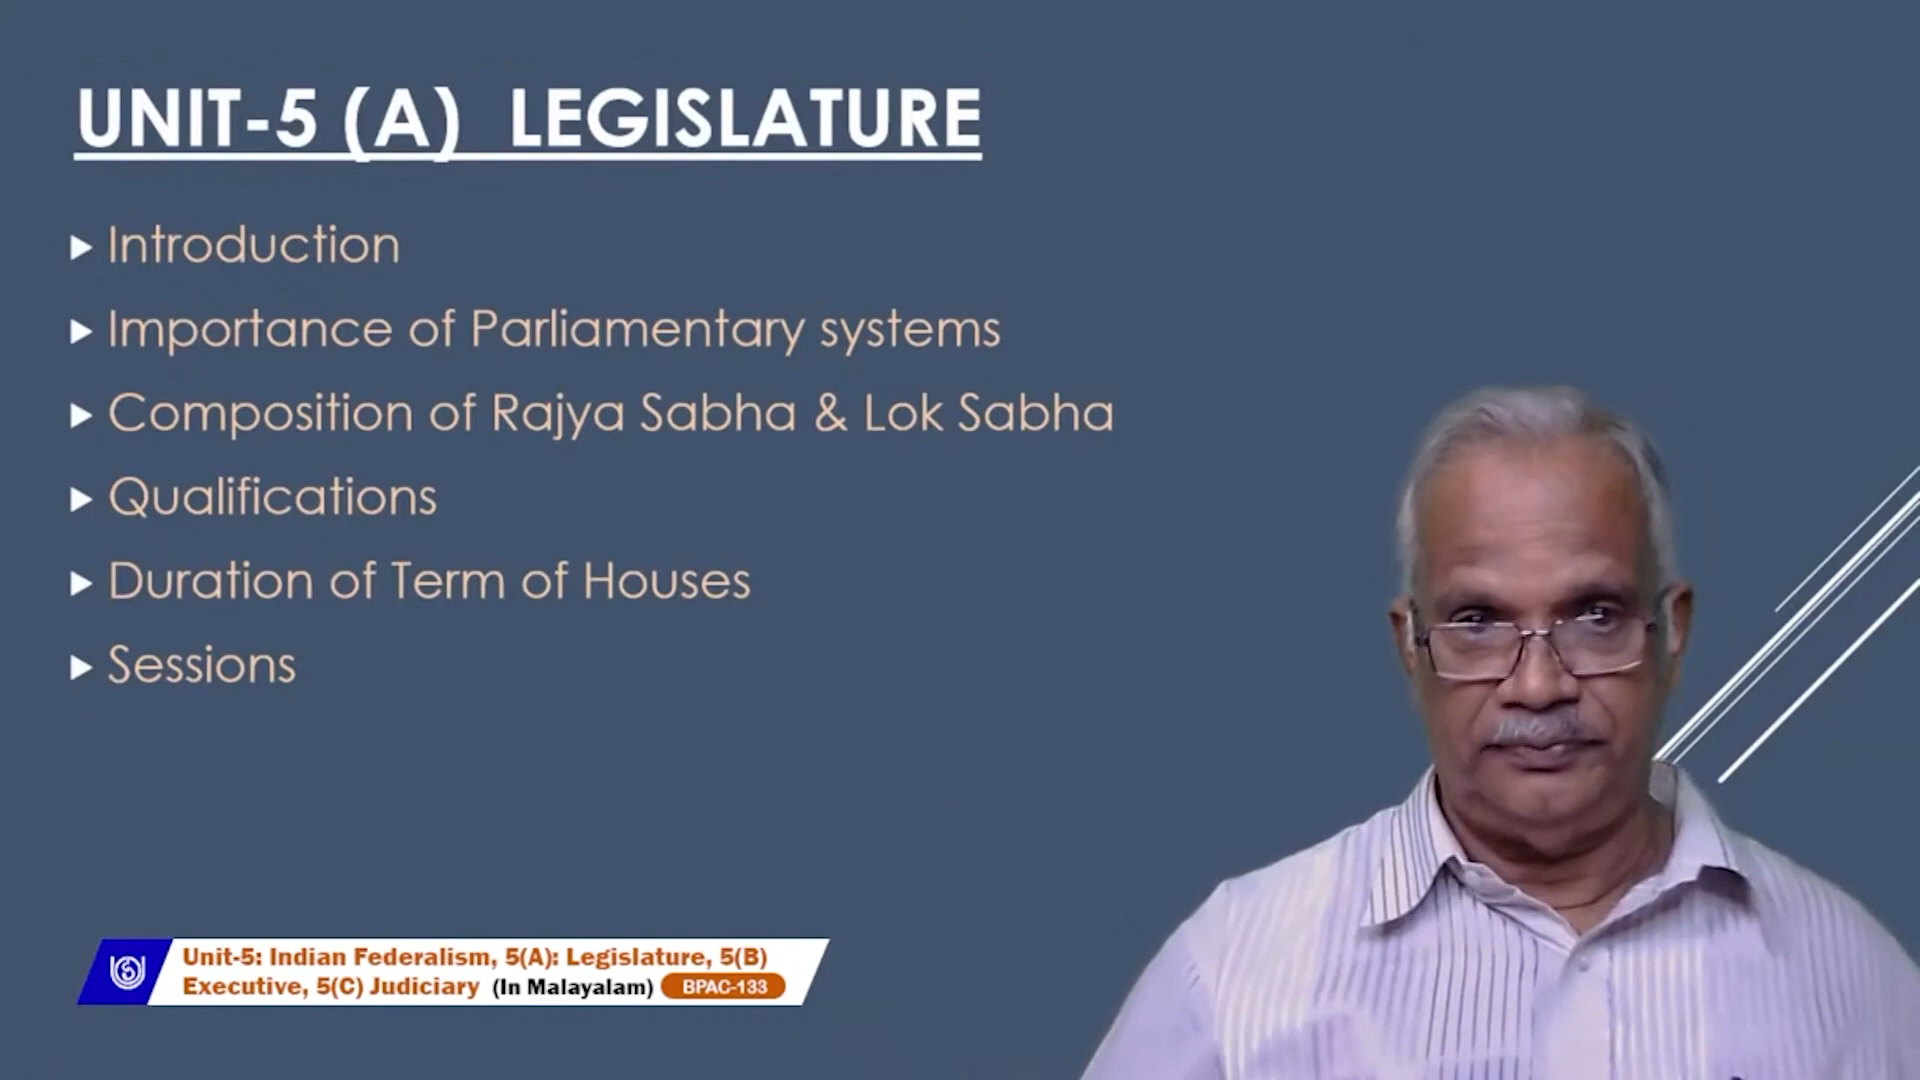 UNIT-5 (A) LEGISLATURE
Introduction
Importance of Parliamentary systems
Composition of Rajya Sabha & Lok Sabha
Qualifications
Duration of Term of Houses
Sessions
Unit-5: Indian Federalism, 5(A): Legislature, 5(B)
Executive, 5(C) Judiciary (In Malayalam) BPAC-133